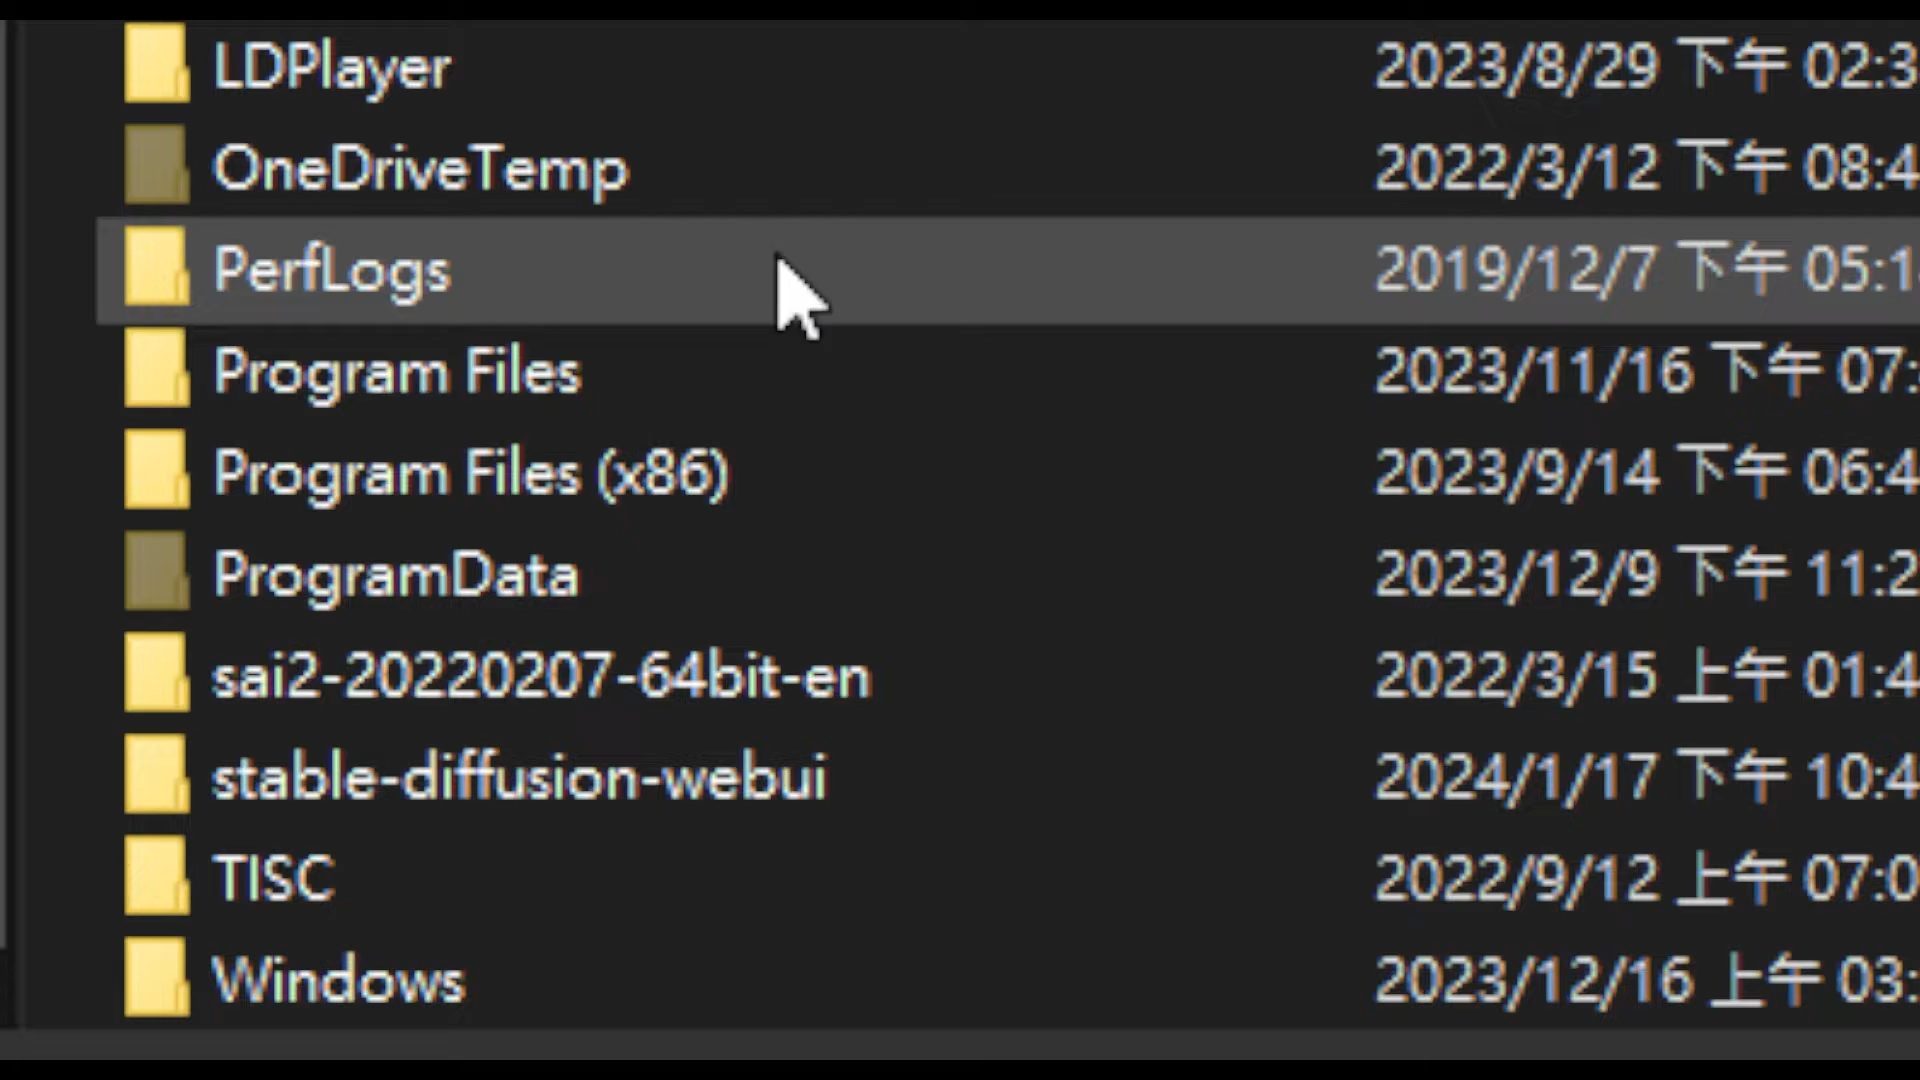 LDPlayer 2023/8/29 下午 02:3
OneDriveTemp 2022/3/12 下午 08:4
PerfLogs 2019/12/7 下午 05:1
Program Files 2023/11/16 下午 07:
Program Files (x86) 2023/9/14 下午 06:4
ProgramData 2023/12/9 下午 11:2
sai2-20220207-64bit-en 2022/3/15 上午 01:4
stable-diffusion-webui 2024/1/17 下午 10:4
TISC 2022/9/12 上午 07:0
Windows 2023/12/16 上午 03: